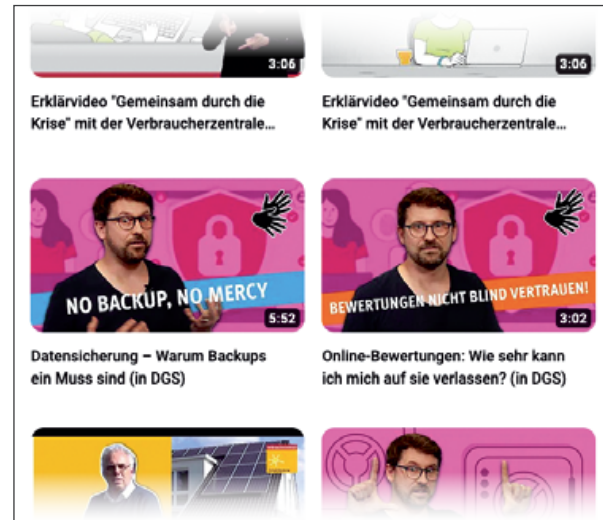 3:06
3:06
Erklärvideo "Gemeinsam durch die
Krise" mit der Verbraucherzentrale...
Erklärvideo "Gemeinsam durch die
Krise" mit der Verbraucherzentrale...
NO BACKUP, NO MERCY
5:52
BEWERTUNGEN NICHT BLIND VERTRAUEN!
3:02
Datensicherung – Warum Backups
ein Muss sind (in DGS)
Online-Bewertungen: Wie sehr kann
ich mich auf sie verlassen? (in DGS)